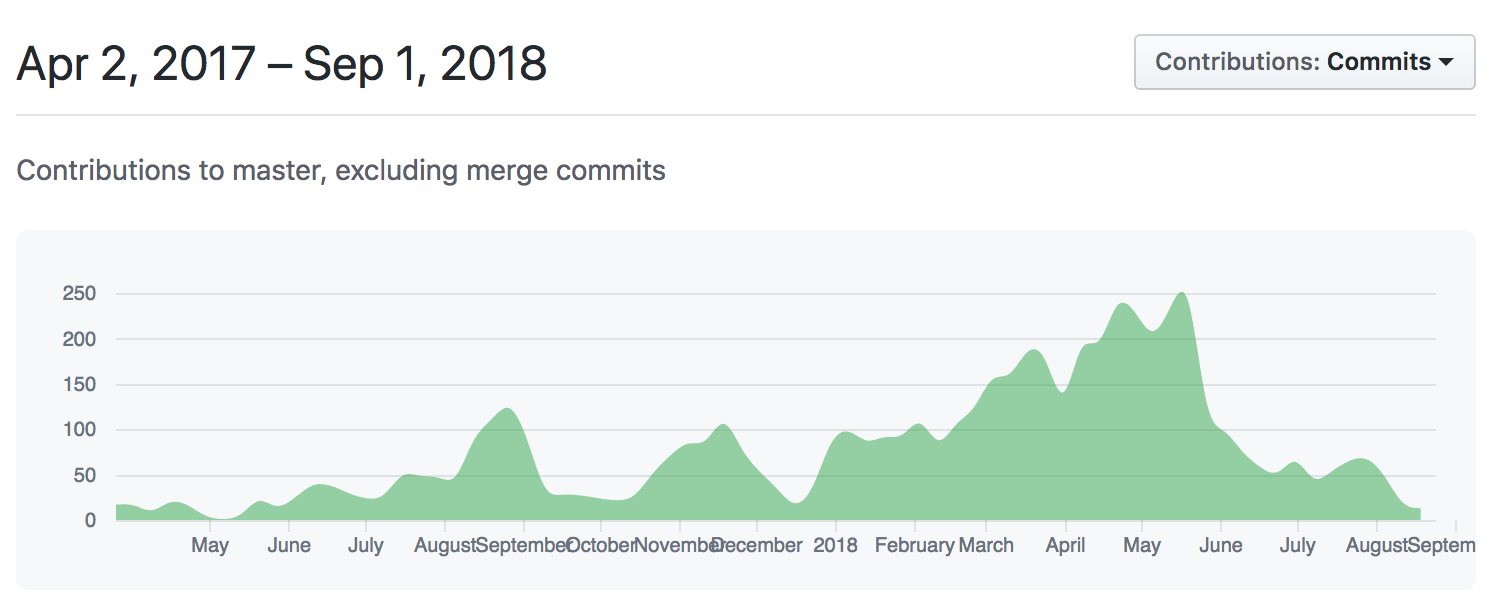 Apr 2, 2017 – Sep 1, 2018
Contributions: Commits
Contributions to master, excluding merge commits
250
200
150
100
50
0
May June July August September October November December 2018 February March April May June July August Septem